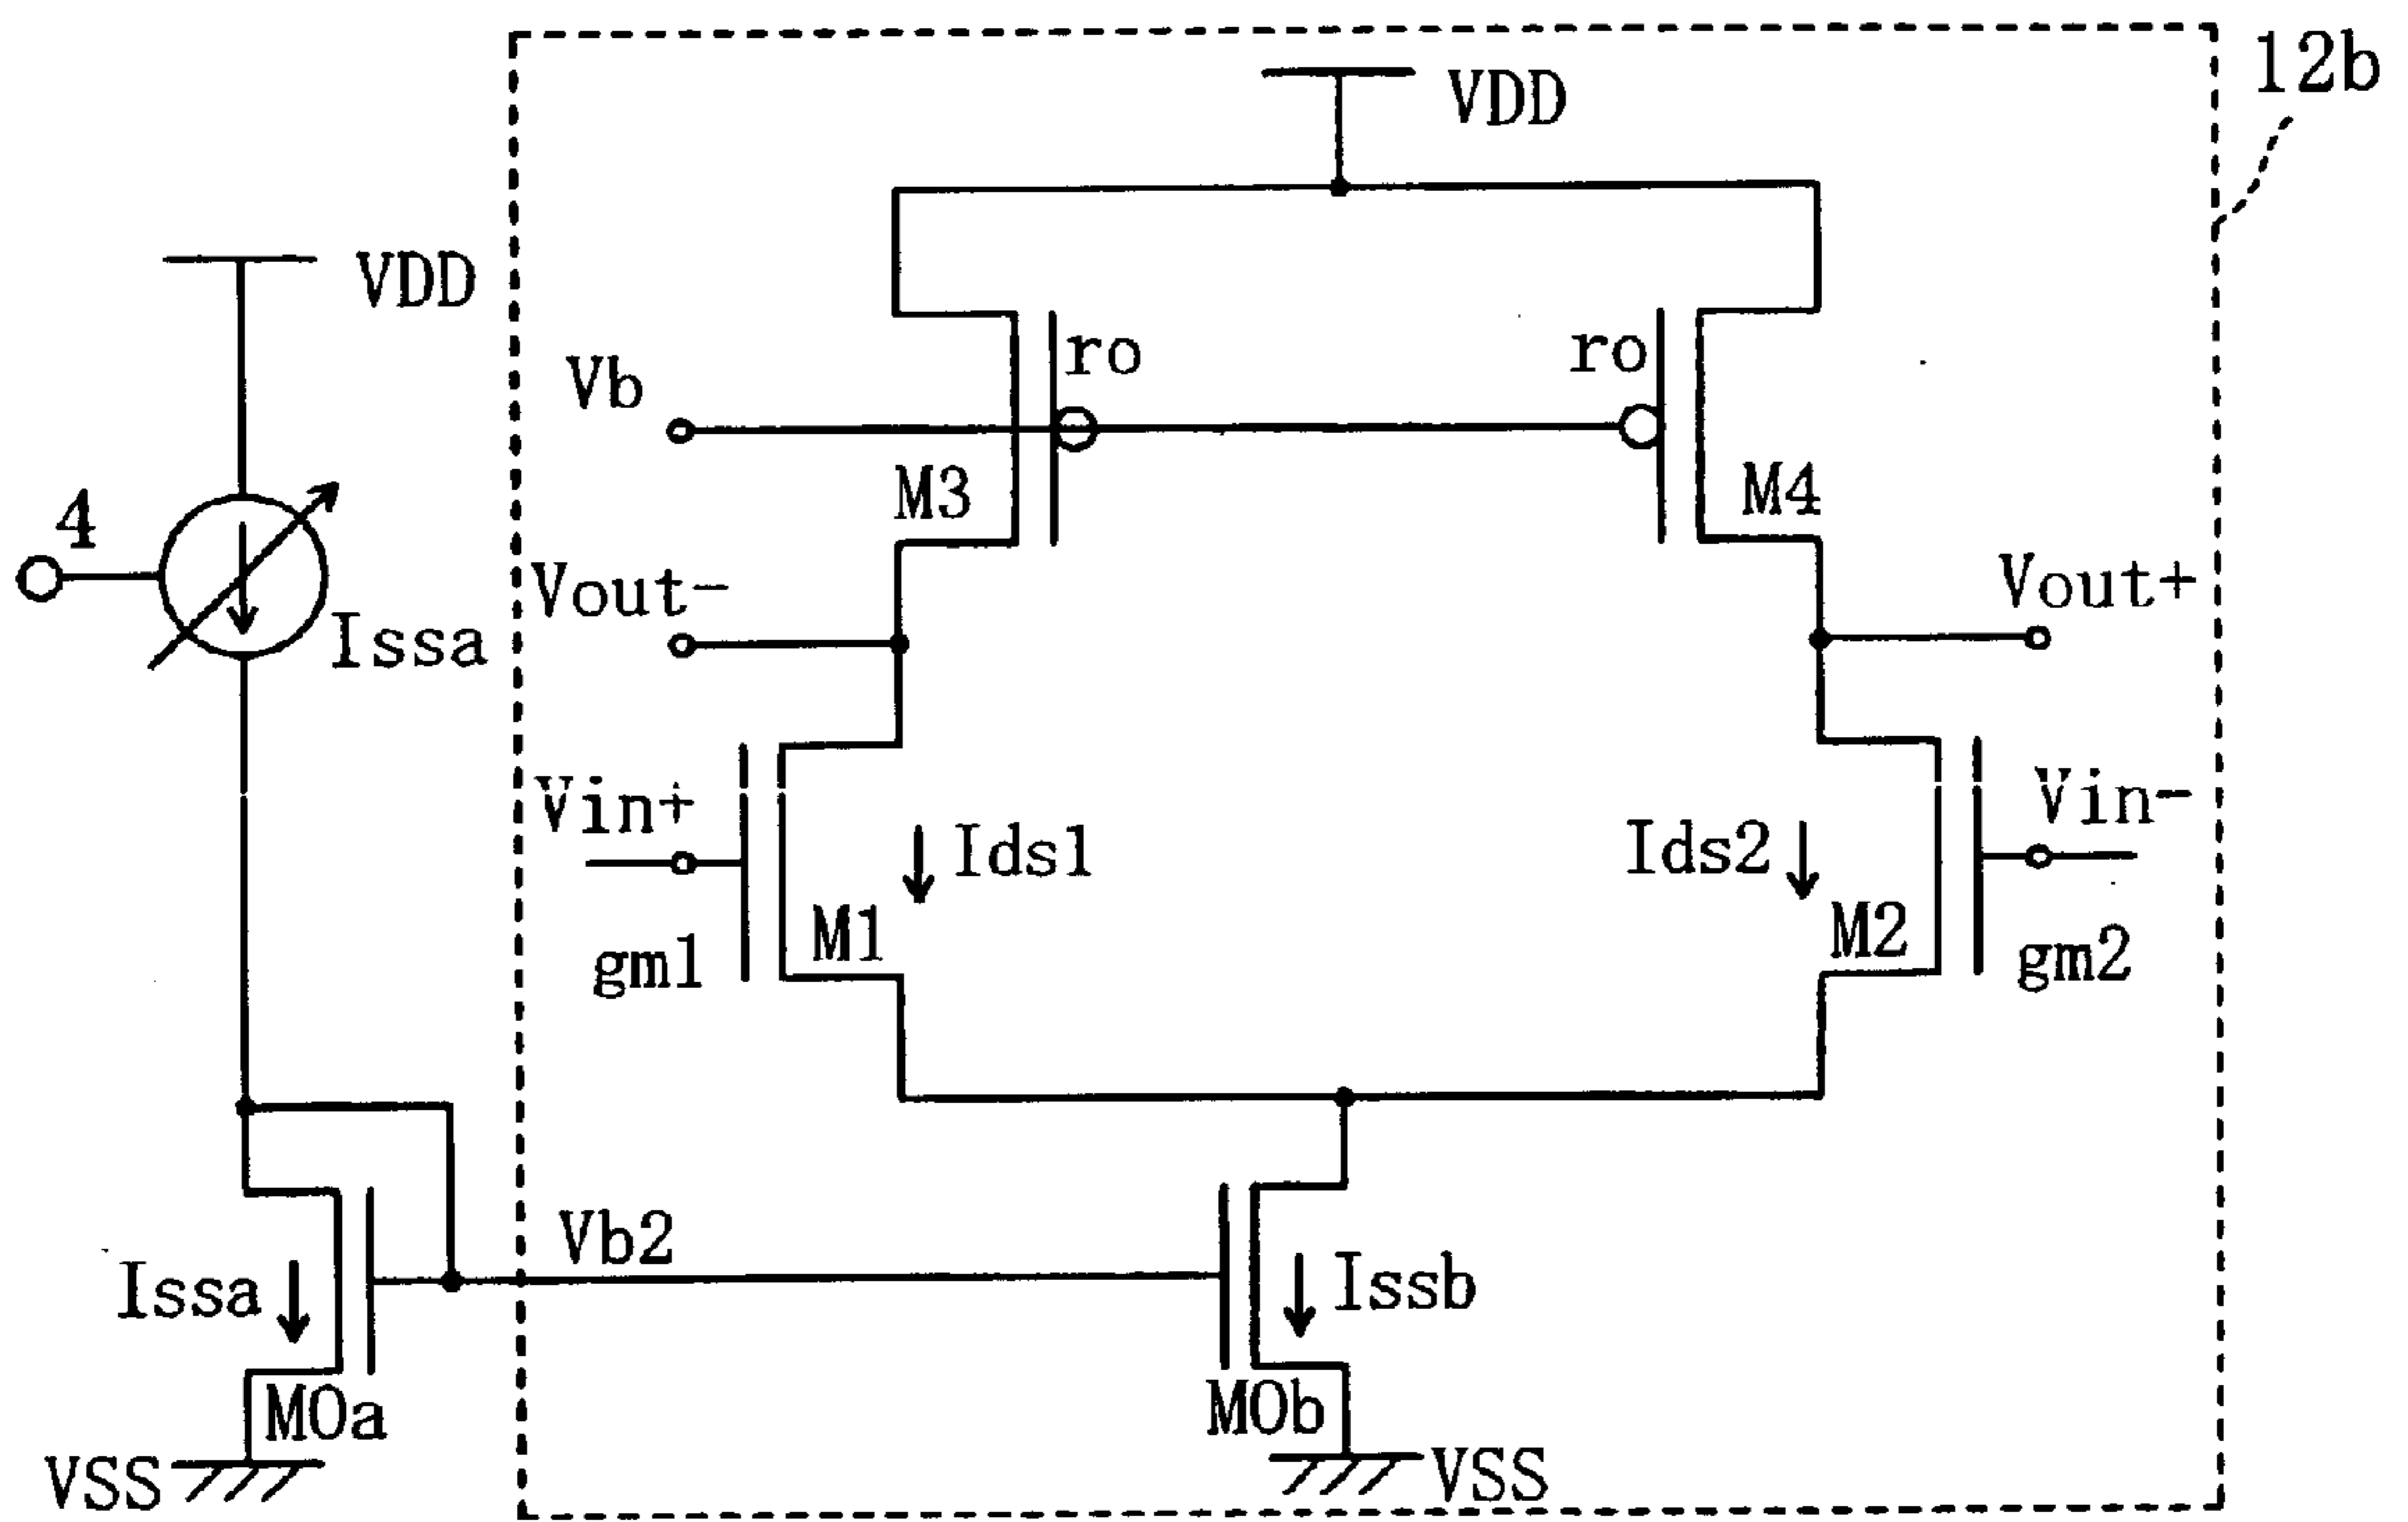 12b
VDD
VDD
ro
ro
Vb
M3
M4
4
Vout-
Vout+
Issa
Vin+
Vin-
Ids1
Ids2
M1
M2
gm1
gm2
Vb2
Issa
Issb
M0a
M0b
VSS
VSS